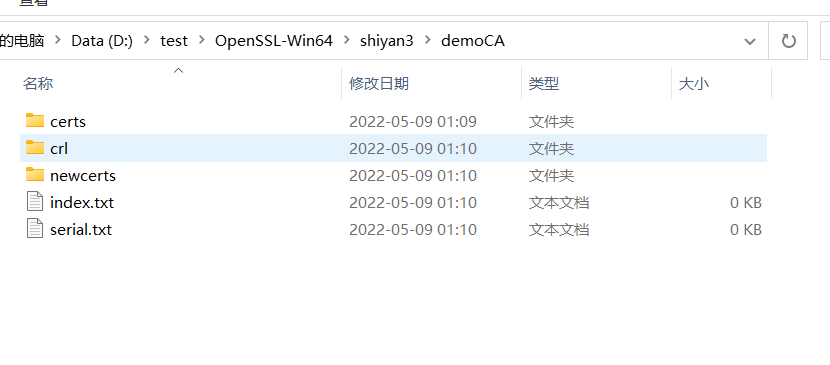 查看
的电脑 > Data (D:) > test > OpenSSL-Win64 > shiyan3 > demoCA
名称 修改日期 类型 大小
certs 2022-05-09 01:09 文件夹
crl 2022-05-09 01:10 文件夹
newcerts 2022-05-09 01:10 文件夹
index.txt 2022-05-09 01:10 文本文档 0 KB
serial.txt 2022-05-09 01:10 文本文档 0 KB